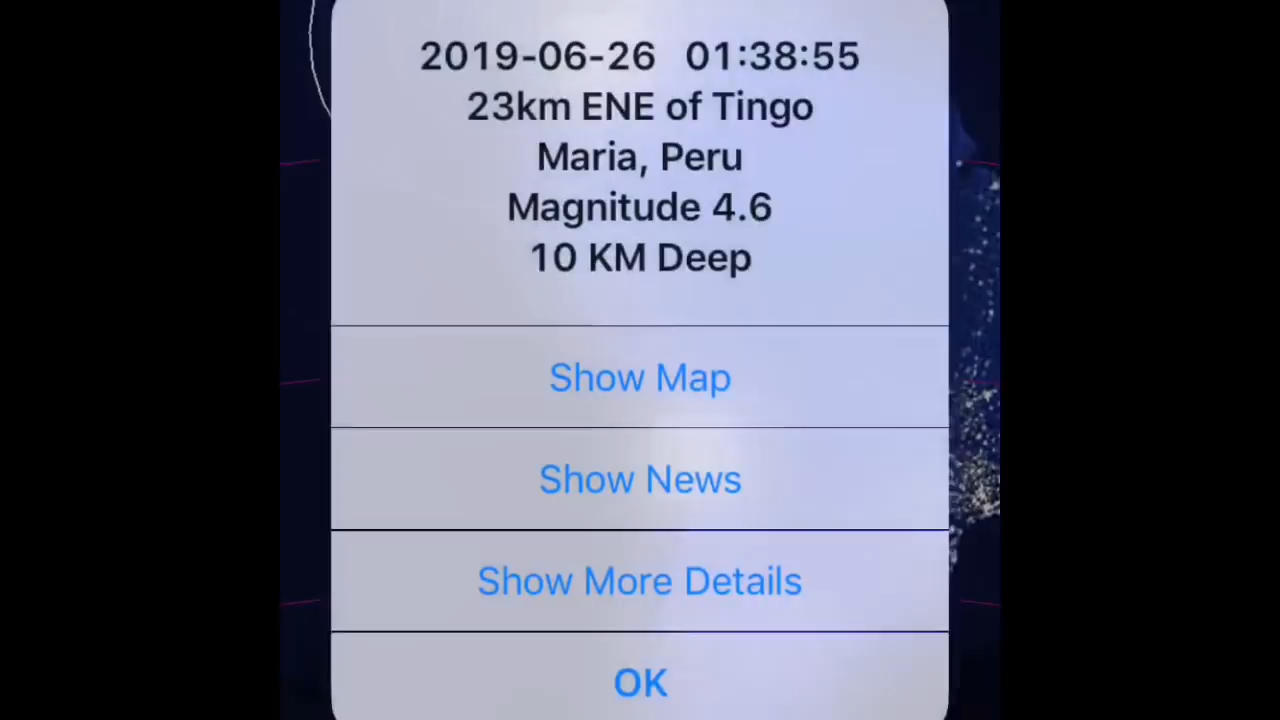 2019-06-26 01:38:55
23km ENE of Tingo
Maria, Peru
Magnitude 4.6
10 KM Deep
Show Map
Show News
Show More Details
OK